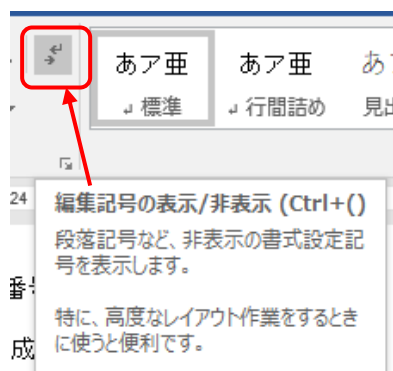 あア亜 あア亜 あ
↲ 標準 ↲ 行間詰め 見出
24
編集記号の表示/非表示 (Ctrl+()
段落記号など、非表示の書式設定記
号を表示します。
番
特に、高度なレイアウト作業をするとき
成
に使うと便利です。